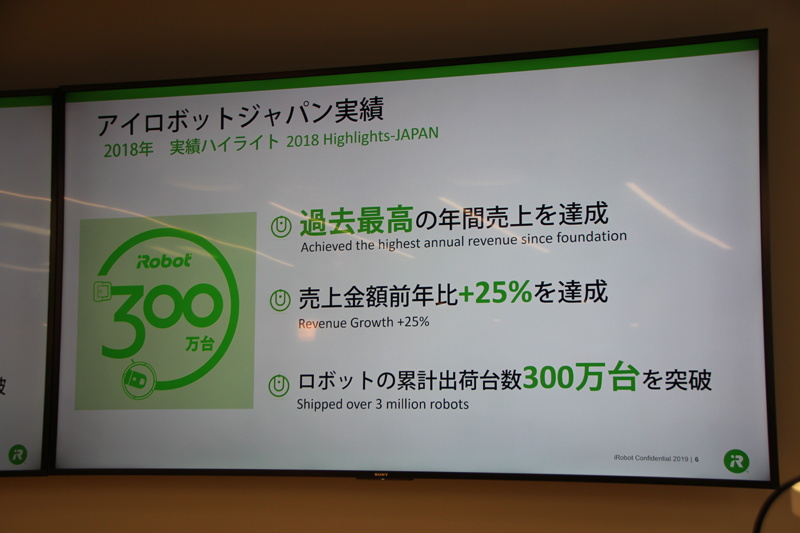 アイロボットジャパン実績
2018年 実績ハイライト 2018 Highlights-JAPAN
iRobot
300
万台
過去最高の年間売上を達成
Achieved the highest annual revenue since foundation
売上金額前年比+25%を達成
Revenue Growth +25%
ロボットの累計出荷台数300万台を突破
Shipped over 3 million robots
iRobot Confidential 2019 | 6
iR
iR
SONY